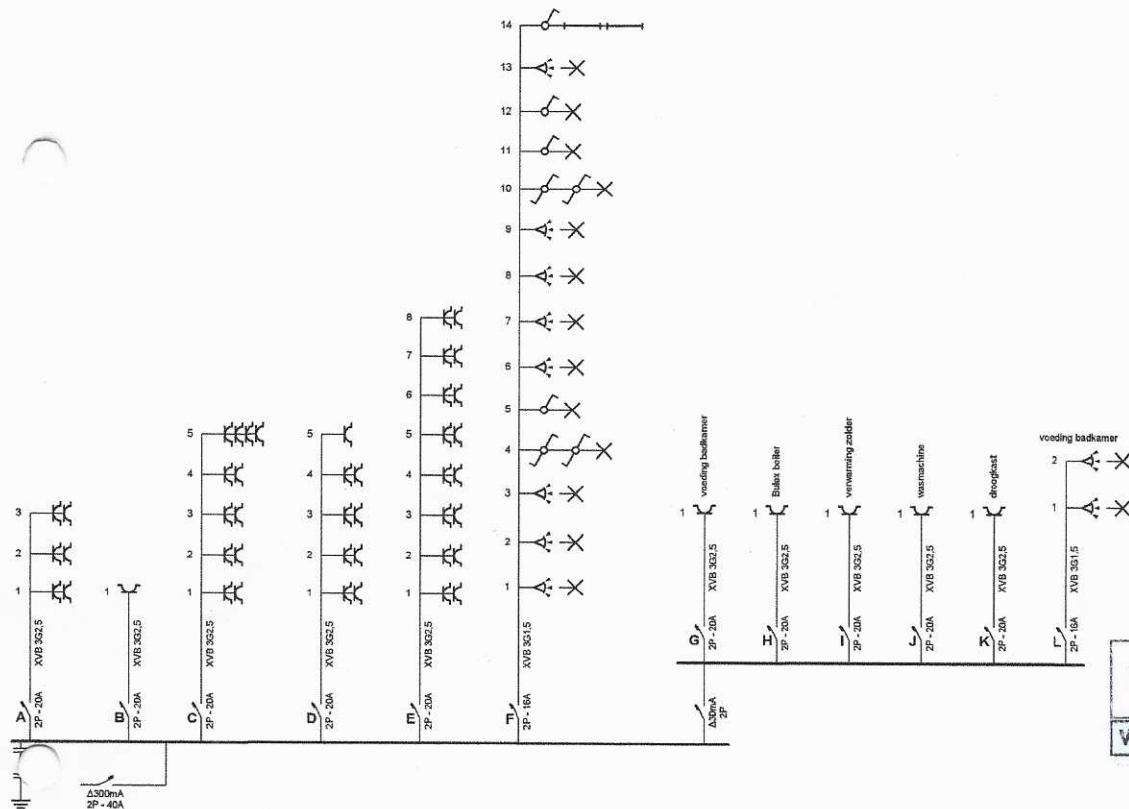 14
13
12
11
10
9
8
7
6
5
4
3
2
1
XVB 3G1,5
F
2P - 16A
8
7
6
5
4
3
2
1
XVB 3G2,5
E
2P - 20A
5
4
3
2
1
XVB 3G2,5
D
2P - 20A
5
4
3
2
1
XVB 3G2,5
C
2P - 20A
1
XVB 3G2,5
B
2P - 20A
3
2
1
XVB 3G2,5
A
2P - 20A
Δ300mA
2P - 40A
voeding badkamer
1
XVB 3G2,5
G
2P - 20A
Δ30mA
2P
Bulex boiler
1
XVB 3G2,5
H
2P - 20A
verwarming zolder
1
XVB 3G2,5
I
2P - 20A
wasmachine
1
XVB 3G2,5
J
2P - 20A
droogkast
1
XVB 3G2,5
K
2P - 20A
voeding badkamer
2
1
XVB 3G1,5
L
2P - 16A
V